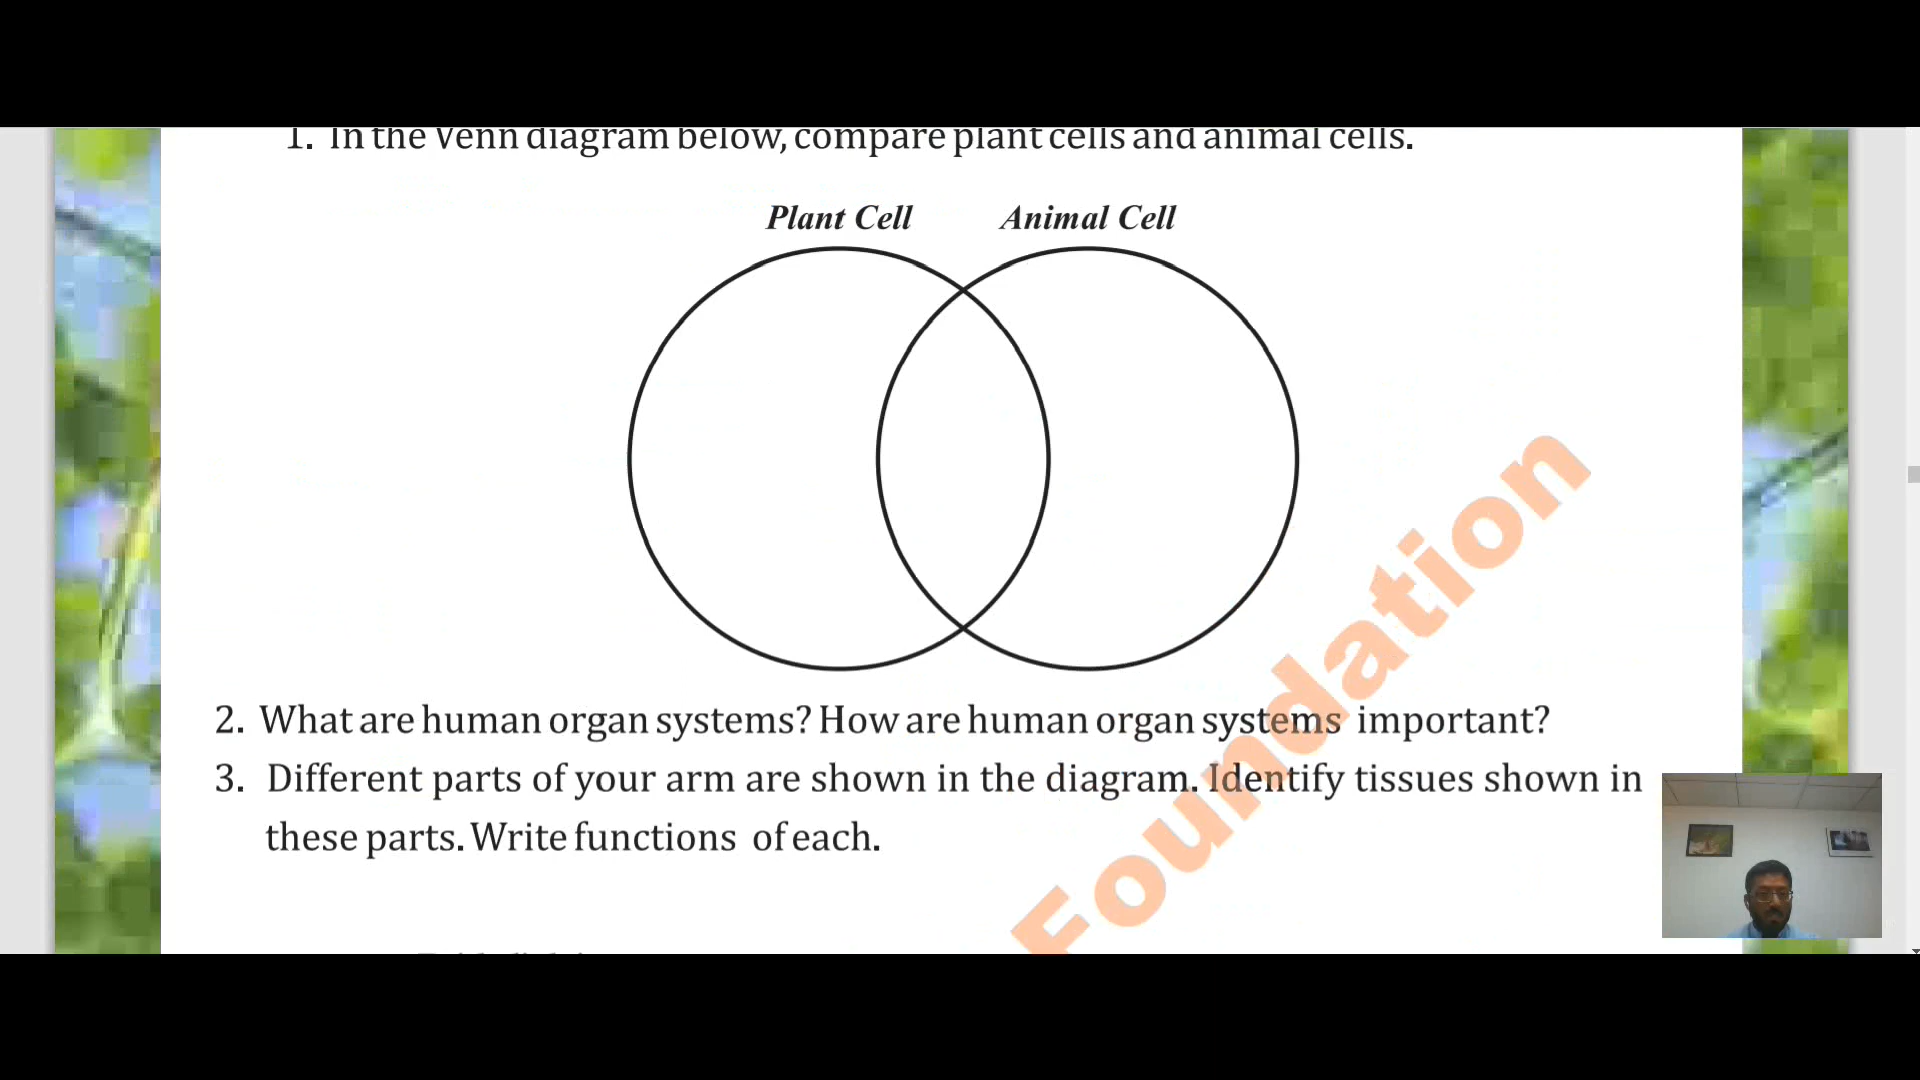 1. In the Venn diagram below, compare plant cells and animal cells.
Plant Cell Animal Cell
2. What are human organ systems? How are human organ systems important?
3. Different parts of your arm are shown in the diagram. Identify tissues shown in
these parts. Write functions of each.
Foundation